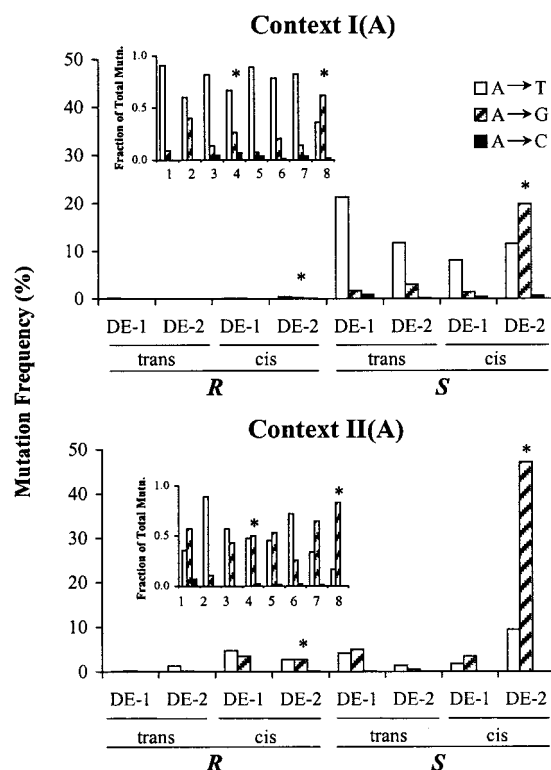 Context I(A)
Mutation Frequency (%)
50
40
30
20
10
0
Fraction of Total Mutn.
1.0
0.5
0
* *
1 2 3 4 5 6 7 8
A→T
A→G
A→C
*
*
DE-1 DE-2 DE-1 DE-2 DE-1 DE-2 DE-1 DE-2
trans cis trans cis
R S
Context II(A)
50
40
30
20
10
0
Fraction of Total Mutn.
1.0
0.5
0
* *
1 2 3 4 5 6 7 8
*
*
DE-1 DE-2 DE-1 DE-2 DE-1 DE-2 DE-1 DE-2
trans cis trans cis
R S